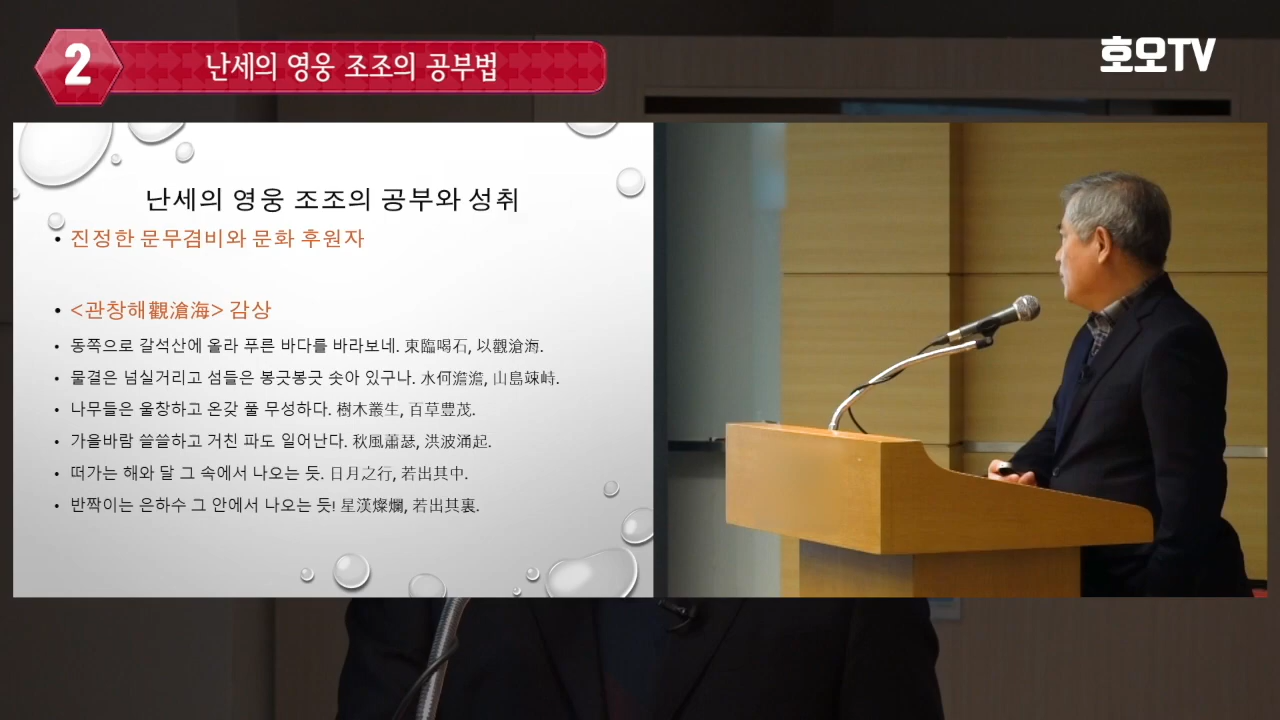 2
난세의 영웅 조조의 공부법
호오TV
난세의 영웅 조조의 공부와 성취
• 진정한 문무겸비와 문화 후원자
• <관창해觀滄海> 감상
• 동쪽으로 갈석산에 올라 푸른 바다를 바라보네. 東臨喝石, 以觀滄海.
• 물결은 넘실거리고 섬들은 봉긋봉긋 솟아 있구나. 水何澹澹, 山島竦峙.
• 나무들은 울창하고 온갖 풀 무성하다. 樹木叢生, 百草豊茂.
• 가을바람 쓸쓸하고 거친 파도 일어난다. 秋風蕭瑟, 洪波涌起.
• 떠가는 해와 달 그 속에서 나오는 듯. 日月之行, 若出其中.
• 반짝이는 은하수 그 안에서 나오는 듯! 星漢燦爛, 若出其裏.